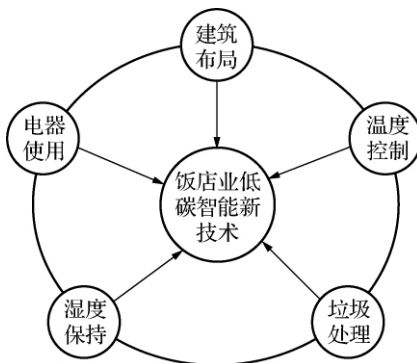 建筑
布局
电器
使用
温度
控制
饭店业低
碳智能新
技术
湿度
保持
垃圾
处理